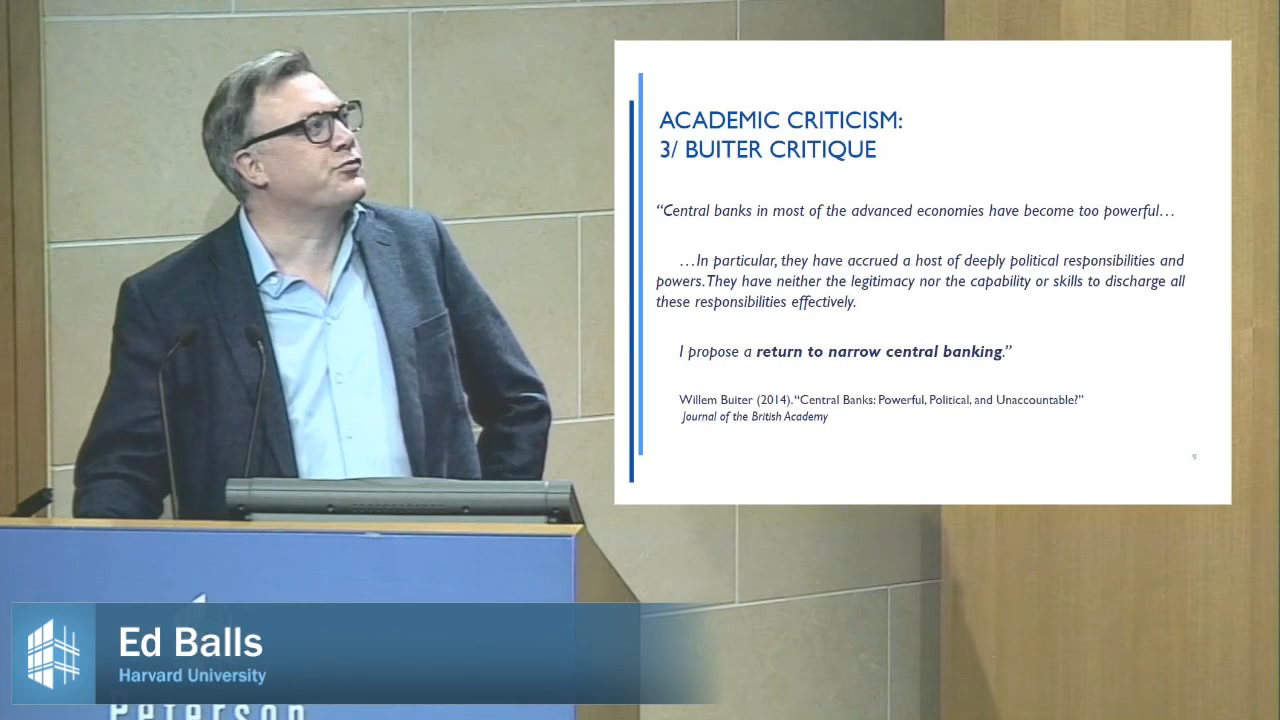 ACADEMIC CRITICISM:
3/ BUITER CRITIQUE
“Central banks in most of the advanced economies have become too powerful…
…In particular, they have accrued a host of deeply political responsibilities and
powers. They have neither the legitimacy nor the capability or skills to discharge all
these responsibilities effectively.
I propose a return to narrow central banking.”
Willem Buiter (2014). “Central Banks: Powerful, Political, and Unaccountable?”
Journal of the British Academy
9
Ed Balls
Harvard University
Peterson